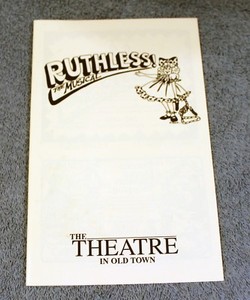 RUTHLESS!
THE MUSICAL
THE
THEATRE
IN OLD TOWN